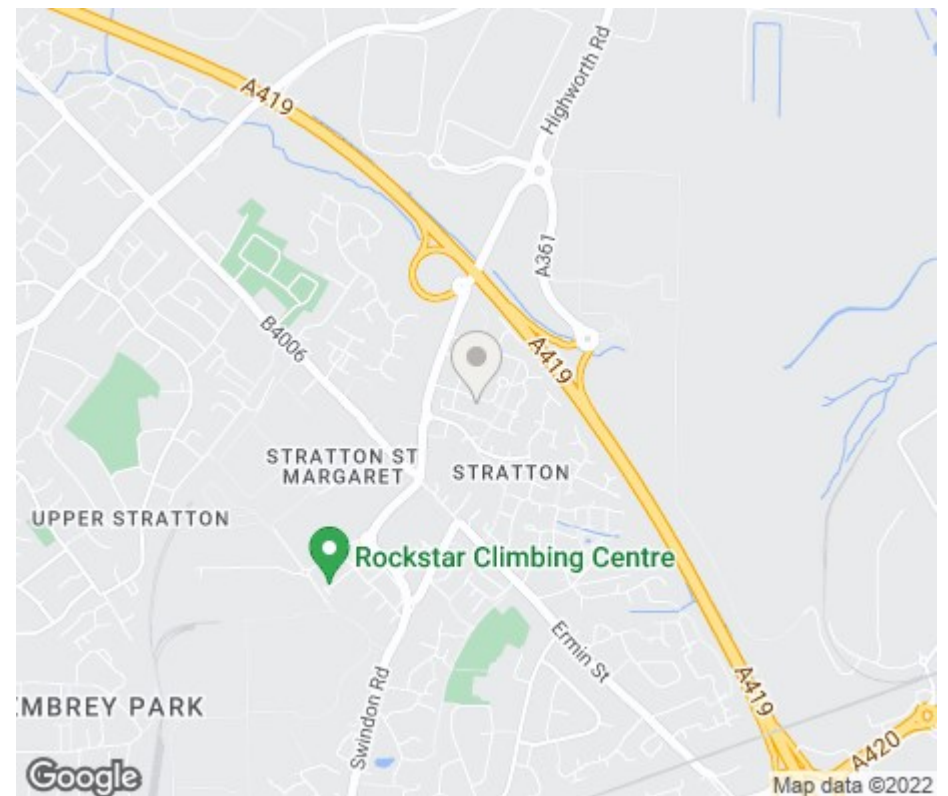 A419
Highworth Rd
A361
B4006
A419
STRATTON ST
MARGARET
STRATTON
UPPER STRATTON
Rockstar Climbing Centre
Ermin St
Swindon Rd
A419
EMBREY PARK
A420
Google
Map data ©2022